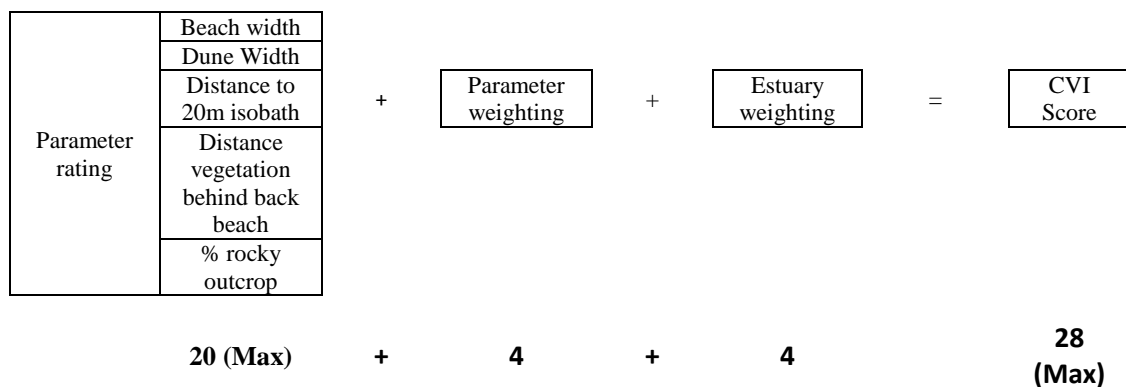 Parameter
rating
Beach width
Dune Width
Distance to
20m isobath
Distance
vegetation
behind back
beach
% rocky
outcrop
+
Parameter
weighting
+
Estuary
weighting
=
CVI
Score
20 (Max) + 4 + 4 28
(Max)